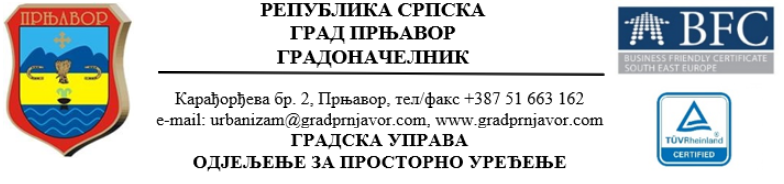 ПРЊАВОР
РЕПУБЛИКА СРПСКА
ГРАД ПРЊАВОР
ГРАДОНАЧЕЛНИК
Карађорђева бр. 2, Прњавор, тел/факс +387 51 663 162
e-mail: urbanizam@gradprnjavor.com, www.gradprnjavor.com
ГРАДСКА УПРАВА
ОДЈЕЉЕЊЕ ЗА ПРОСТОРНО УРЕЂЕЊЕ
BFC
BUSINESS FRIENDLY CERTIFICATE
SOUTH EAST EUROPE
TÜVRheinland
CERTIFIED